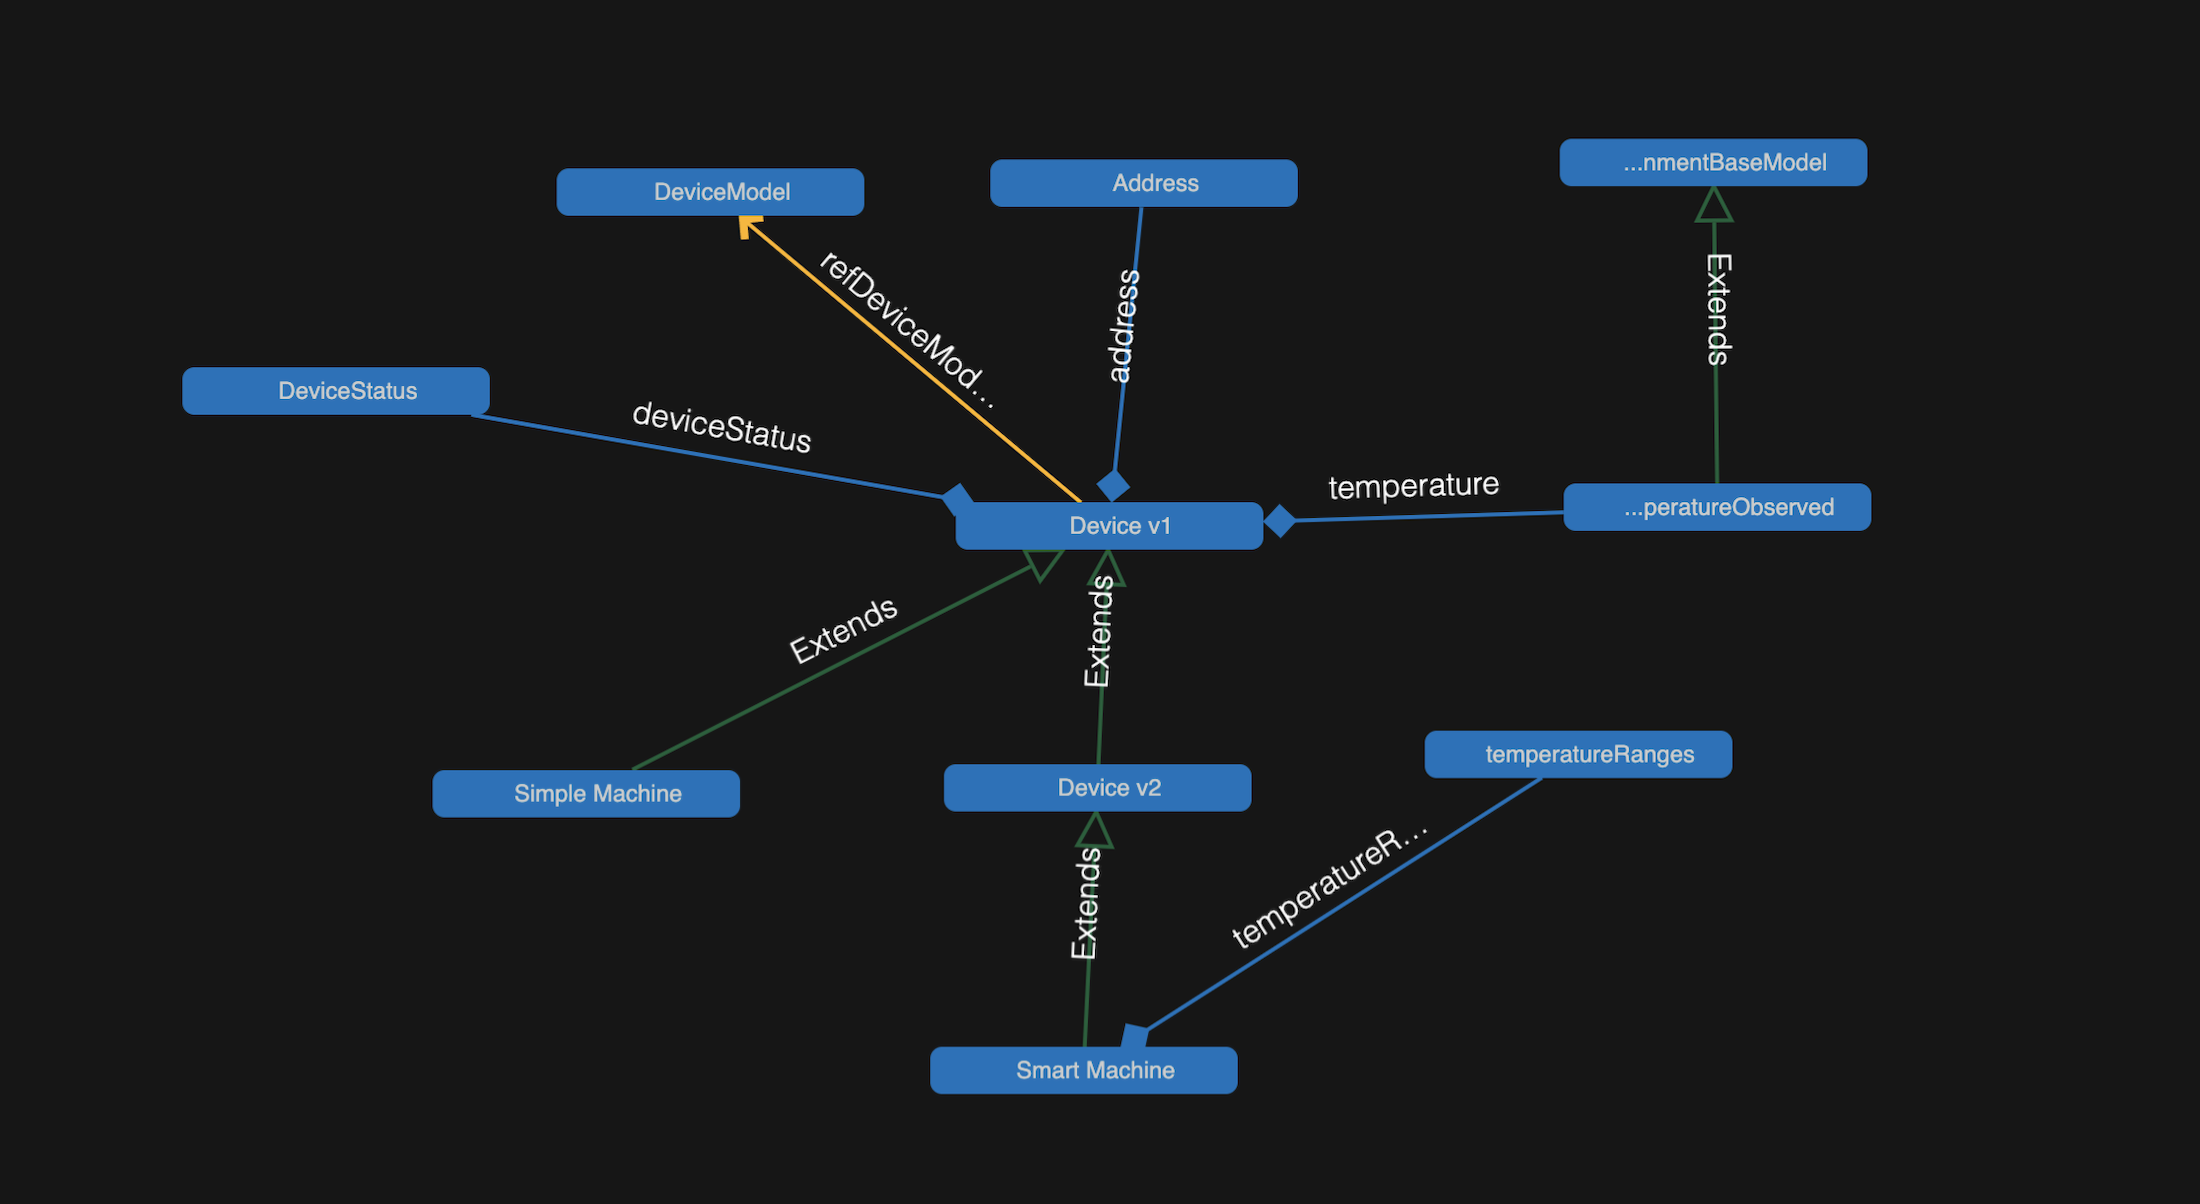 ...nmentBaseModel
Address
DeviceModel
refDeviceMod...
address
Extends
DeviceStatus
deviceStatus
temperature
...peratureObserved
Device v1
Extends
Extends
temperatureRanges
Simple Machine
Device v2
temperatureR...
Extends
Smart Machine